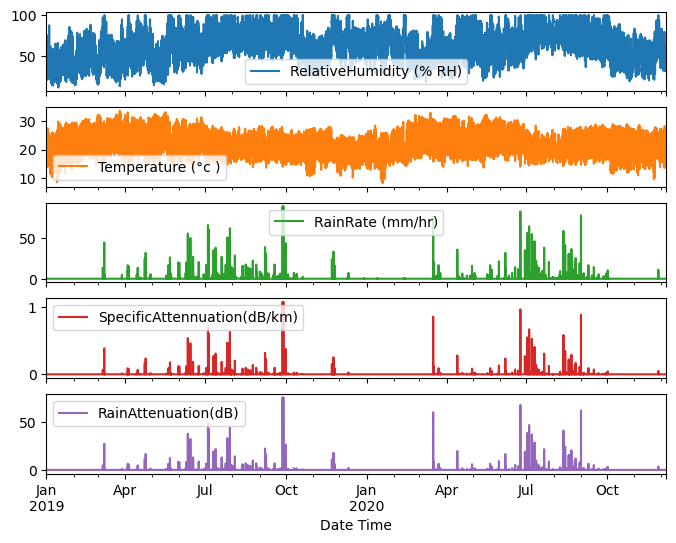 100
50
RelativeHumidity (% RH)
30
20
10
Temperature (°c )
50
0
RainRate (mm/hr)
1
0
SpecificAttennuation(dB/km)
50
0
RainAttenuation(dB)
Jan Apr Jul Oct Jan Apr Jul Oct
2019 2020
Date Time